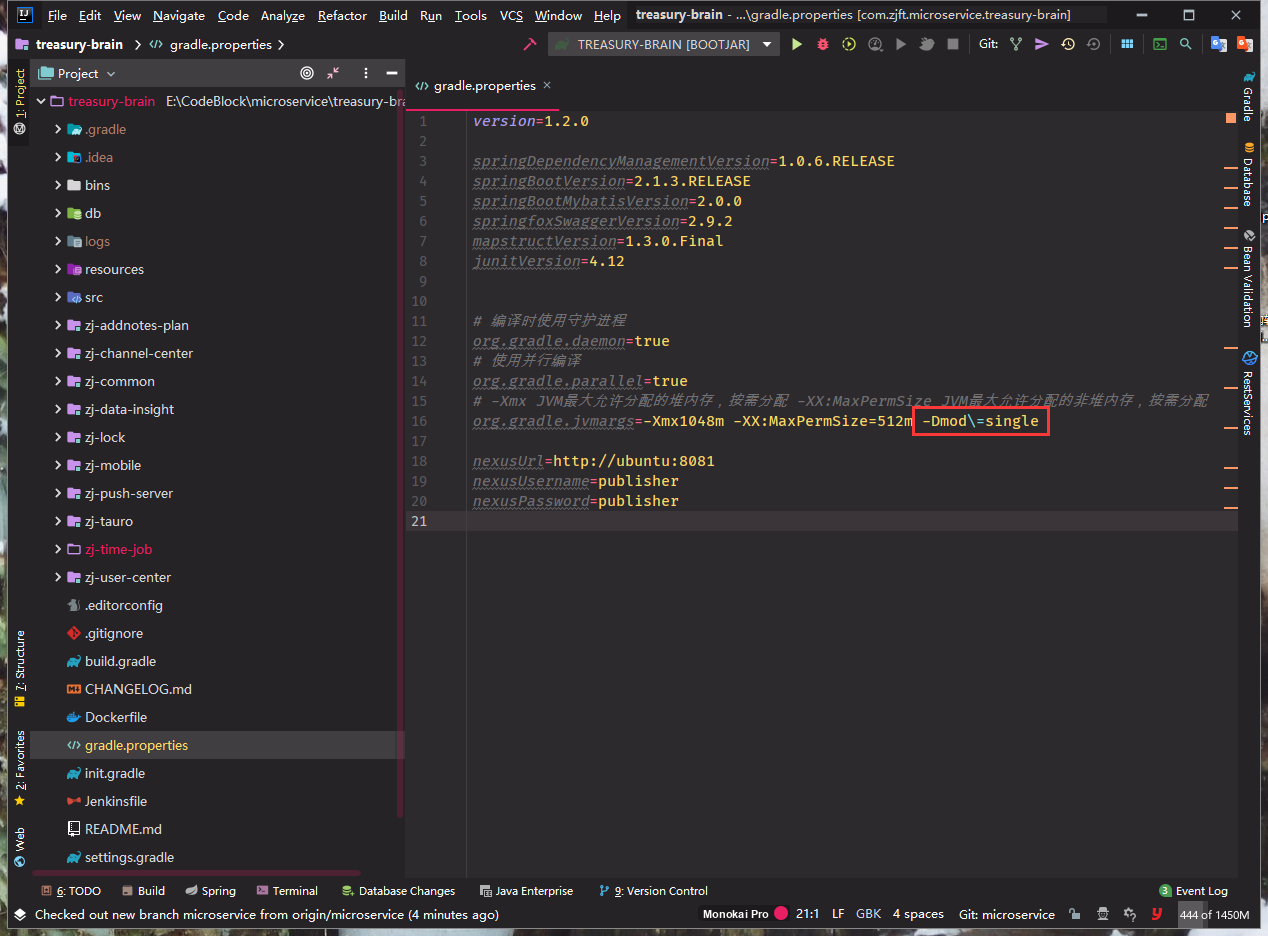 File Edit View Navigate Code Analyze Refactor Build Run Tools VCS Window Help treasury-brain - ...\gradle.properties [com.zjft.microservice.treasury-brain]
treasury-brain gradle.properties TREASURY-BRAIN [BOOTJAR] Git:
1: Project
Project
gradle.properties
treasury-brain E:\CodeBlock\microservice\treasury-bra
.gradle
.idea
bins
db
logs
resources
src
zj-addnotes-plan
zj-channel-center
zj-common
zj-data-insight
zj-lock
zj-mobile
zj-push-server
zj-tauro
zj-time-job
zj-user-center
.editorconfig
.gitignore
build.gradle
CHANGELOG.md
Dockerfile
gradle.properties
init.gradle
Jenkinsfile
README.md
settings.gradle
7: Structure
2: Favorites
Web
1 version=1.2.0
2
3 springDependencyManagementVersion=1.0.6.RELEASE
4 springBootVersion=2.1.3.RELEASE
5 springBootMybatisVersion=2.0.0
6 springfoxSwaggerVersion=2.9.2
7 mapstructVersion=1.3.0.Final
8 junitVersion=4.12
9
10
11 # 编译时使用守护进程
12 org.gradle.daemon=true
13 # 使用并行编译
14 org.gradle.parallel=true
15 # -Xmx JVM最大允许分配的堆内存，按需分配 -XX:MaxPermSize JVM最大允许分配的非堆内存，按需分配
16 org.gradle.jvmargs=-Xmx1048m -XX:MaxPermSize=512m -Dmod\=single
17
18 nexusUrl=http://ubuntu:8081
19 nexusUsername=publisher
20 nexusPassword=publisher
21
Gradle
Database
Bean Validation
RestServices
6: TODO Build Spring Terminal Database Changes Java Enterprise 9: Version Control 3 Event Log
Checked out new branch microservice from origin/microservice (4 minutes ago) Monokai Pro 21:1 LF GBK 4 spaces Git: microservice 444 of 1450M